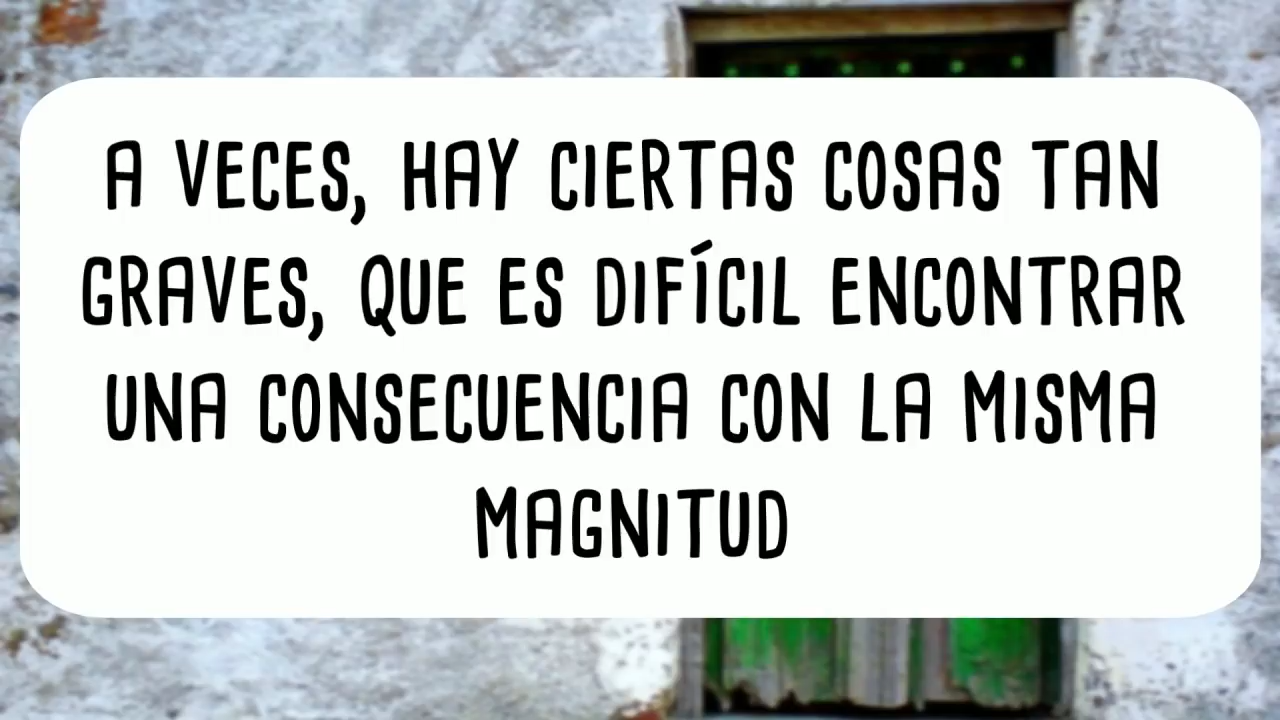 A VECES, HAY CIERTAS COSAS TAN
GRAVES, QUE ES DIFÍCIL ENCONTRAR
UNA CONSECUENCIA CON LA MISMA
MAGNITUD